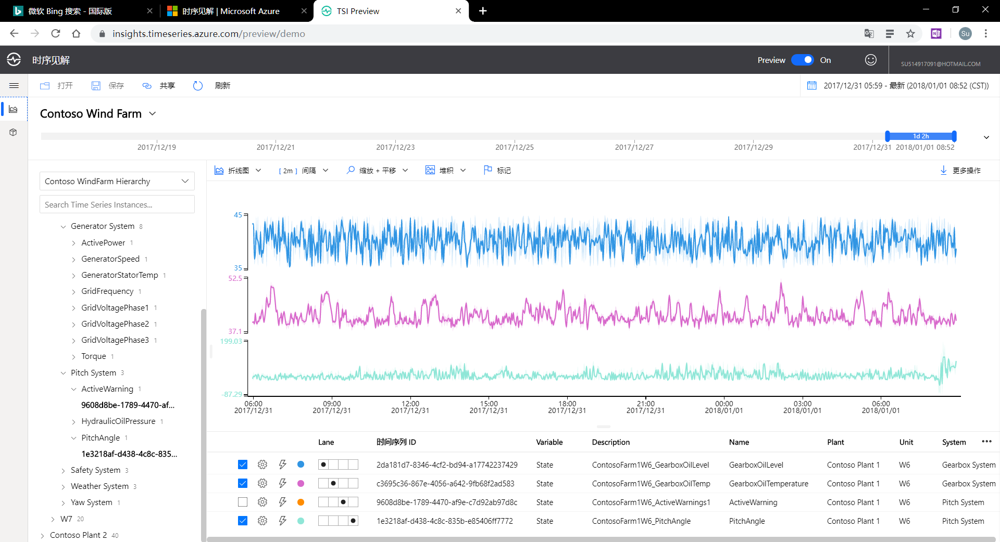 微软 Bing 搜索 - 国际版
时序见解 | Microsoft Azure
TSI Preview
insights.timeseries.azure.com/preview/demo
Su
时序见解
Preview
On
SU514917091@HOTMAIL.COM
打开
保存
共享
刷新
2017/12/31 05:59 - 最新 (2018/01/01 08:52 (CST))
Contoso Wind Farm
1d 2h
2017/12/19
2017/12/21
2017/12/23
2017/12/25
2017/12/27
2017/12/29
2017/12/31
2018/01/01 08:52
Contoso WindFarm Hierarchy
Search Time Series Instances...
Generator System 8
ActivePower 1
GeneratorSpeed 1
GeneratorStatorTemp 1
GridFrequency 1
GridVoltagePhase1 1
GridVoltagePhase2 1
GridVoltagePhase3 1
Torque 1
Pitch System 3
ActiveWarning 1
9608d8be-1789-4470-af...
HydraulicOilPressure 1
PitchAngle 1
1e3218af-d438-4c8c-835...
Safety System 3
Weather System 3
Yaw System 1
W7 20
Contoso Plant 2 40
折线图
[ 2m ] 间隔
缩放 + 平移
堆积
标记
更多操作
45
35
52.5
37.1
199.03
-87.29
06:00 09:00 12:00 15:00 18:00 21:00 00:00 03:00 06:00
2017/12/31 2017/12/31 2017/12/31 2017/12/31 2017/12/31 2017/12/31 2018/01/01 2018/01/01 2018/01/01
Lane 时间序列 ID Variable Description Name Plant Unit System •••
2da181d7-8346-4cf2-bd94-a17742237429 State ContosoFarm1W6_GearboxOilLevel GearboxOilLevel Contoso Plant 1 W6 Gearbox System
c3695c36-867e-4056-a642-9fb68f2ad583 State ContosoFarm1W6_GearboxOilTemp GearboxOilTemperature Contoso Plant 1 W6 Gearbox System
9608d8be-1789-4470-af9e-c7d92ab97d8c State ContosoFarm1W6_ActiveWarnings1 ActiveWarning Contoso Plant 1 W6 Pitch System
1e3218af-d438-4c8c-835b-e85406ff7772 State ContosoFarm1W6_PitchAngle PitchAngle Contoso Plant 1 W6 Pitch System